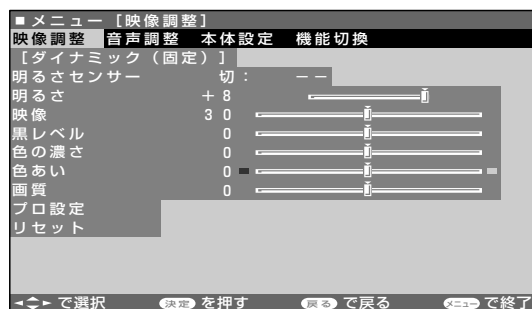 ■メニュー [映像調整]
映像調整 音声調整 本体設定 機能切換
[ダイナミック(固定)]
明るさセンサー 切: −−
明るさ +8
映像 30
黒レベル 0
色の濃さ 0
色あい 0
画質 0
プロ設定
リセット
で選択 決定 を押す 戻る で戻る メニュー で終了